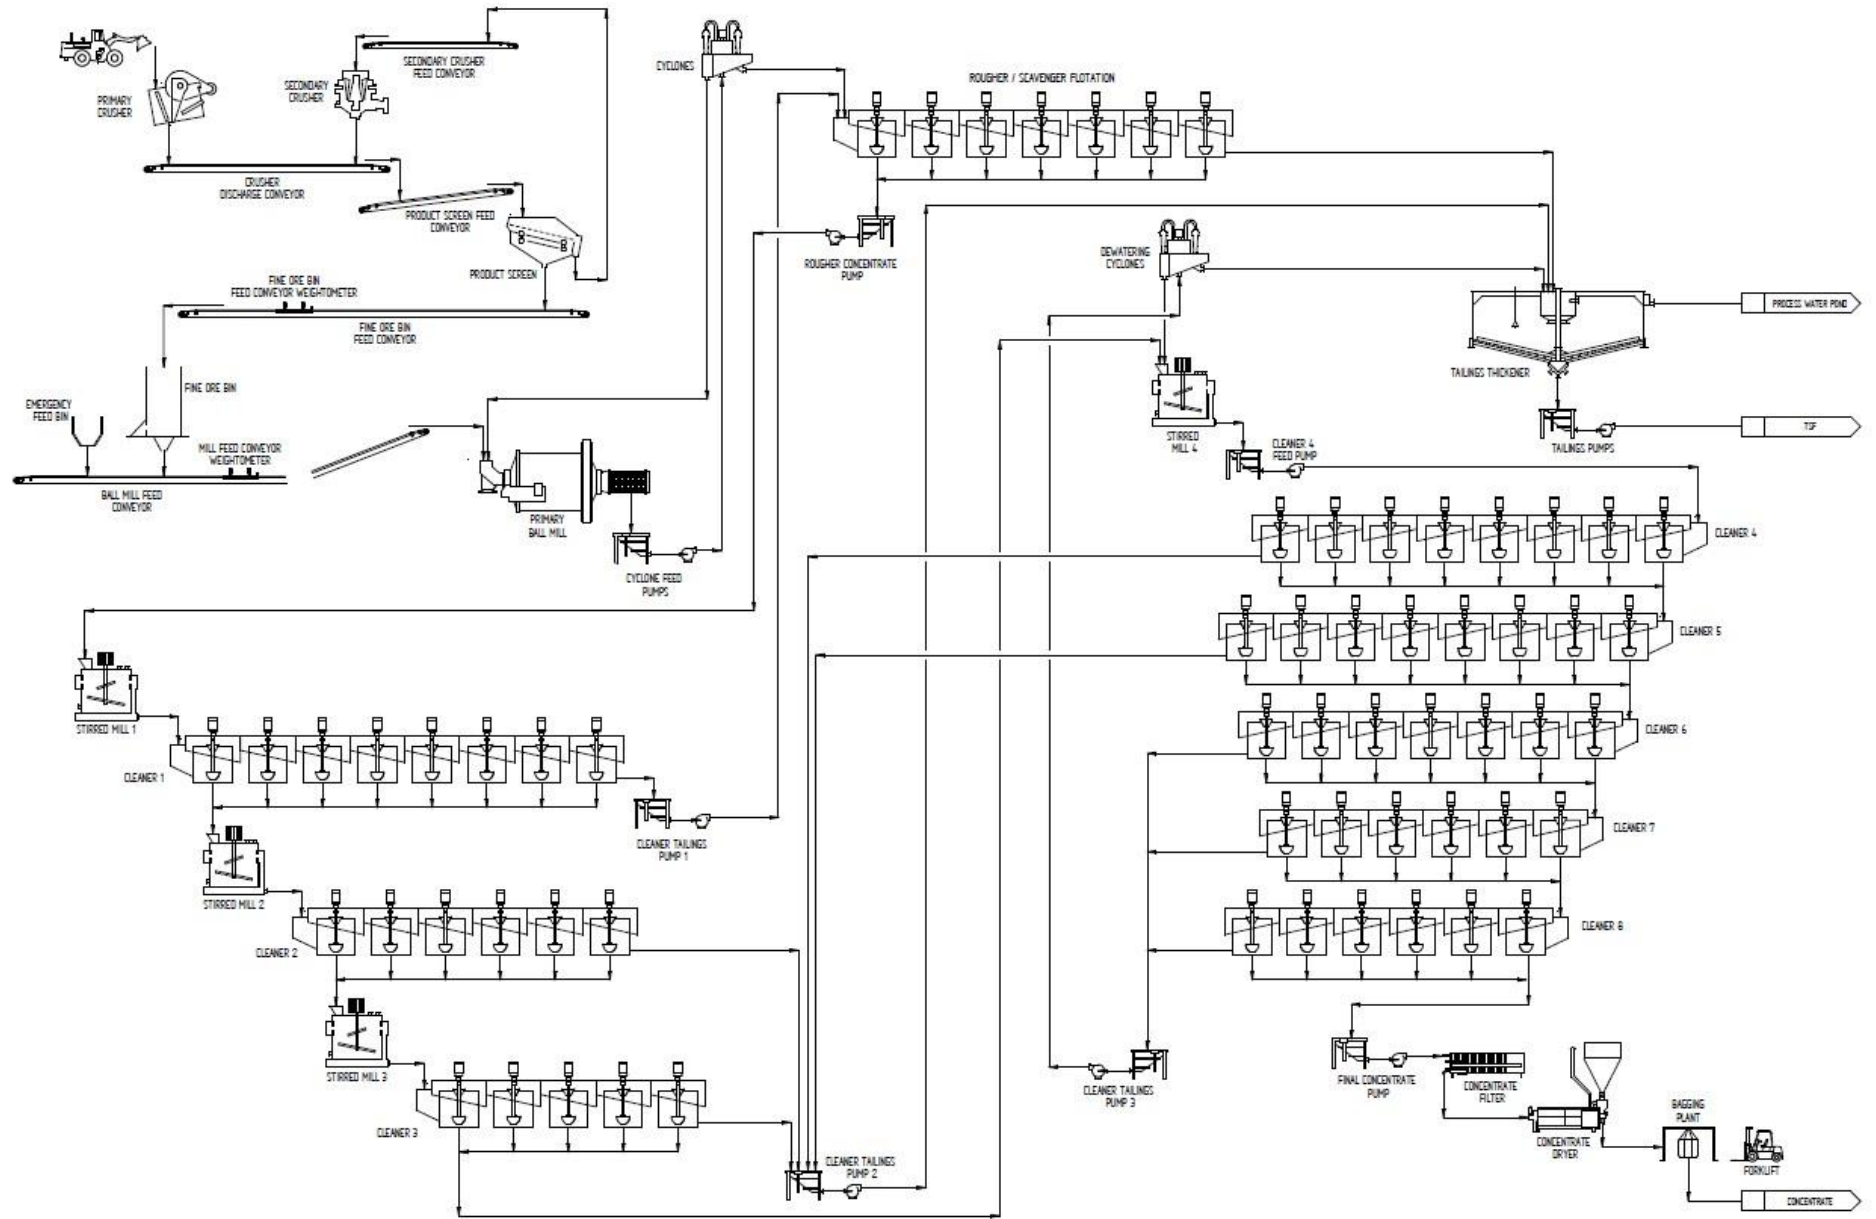 SECONDARY CRUSHER
FEED CONVEYOR
SECONDARY
CRUSHER
PRIMARY
CRUSHER
CRUSHER
DISCHARGE CONVEYOR
PRODUCT SCREEN FEED
CONVEYOR
PRODUCT SCREEN
FINE ORE BIN
FEED CONVEYOR WEIGHTOMETER
FINE ORE BIN
FEED CONVEYOR
FINE ORE BIN
EMERGENCY
FEED BIN
MILL FEED CONVEYOR
WEIGHTOMETER
BALL MILL FEED
CONVEYOR
PRIMARY
BALL MILL
CYCLONE FEED
PUMPS
CYCLONES
ROUGHER / SCAVENGER FLOTATION
ROUGHER CONCENTRATE
PUMP
DEWATERING
CYCLONES
PROCESS WATER POND
TAILINGS THICKENER
TSF
TAILINGS PUMPS
STIRRED
MILL 4
CLEANER 4
FEED PUMP
CLEANER 4
CLEANER 5
CLEANER 6
CLEANER 7
CLEANER 8
STIRRED MILL 1
CLEANER 1
CLEANER TAILINGS
PUMP 1
STIRRED MILL 2
CLEANER 2
STIRRED MILL 3
CLEANER 3
CLEANER TAILINGS
PUMP 2
CLEANER TAILINGS
PUMP 3
FINAL CONCENTRATE
PUMP
CONCENTRATE
FILTER
CONCENTRATE
DRYER
BAGGING
PLANT
FORKLIFT
CONCENTRATE